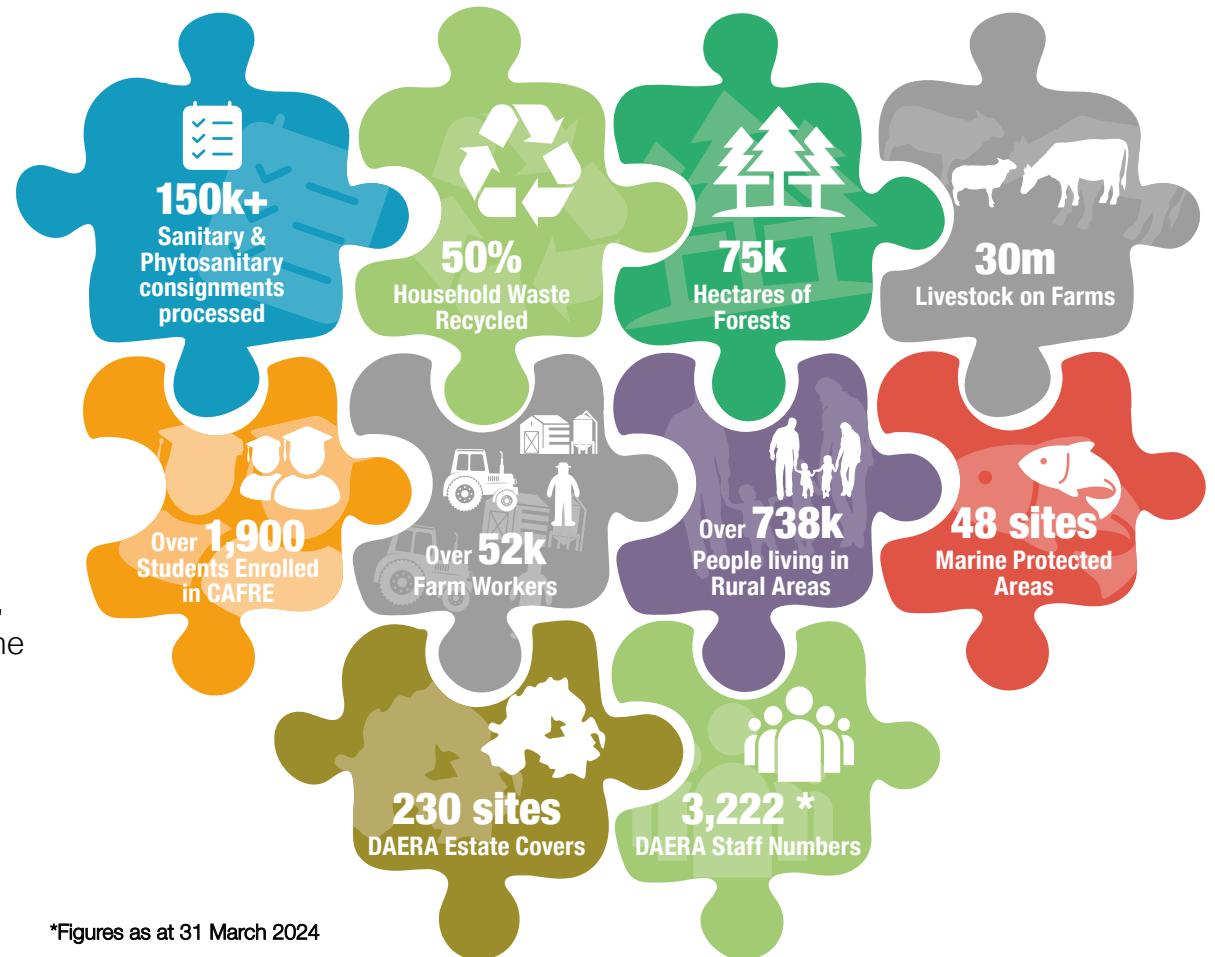 150k+
Sanitary &
Phytosanitary
consignments
processed
50%
Household Waste
Recycled
75k
Hectares of
Forests
30m
Livestock on Farms
Over 1,900
Students Enrolled
in CAFRE
Over 52k
Farm Workers
Over 738k
People living in
Rural Areas
48 sites
Marine Protected
Areas
230 sites
DAERA Estate Covers
3,222 *
DAERA Staff Numbers
*Figures as at 31 March 2024